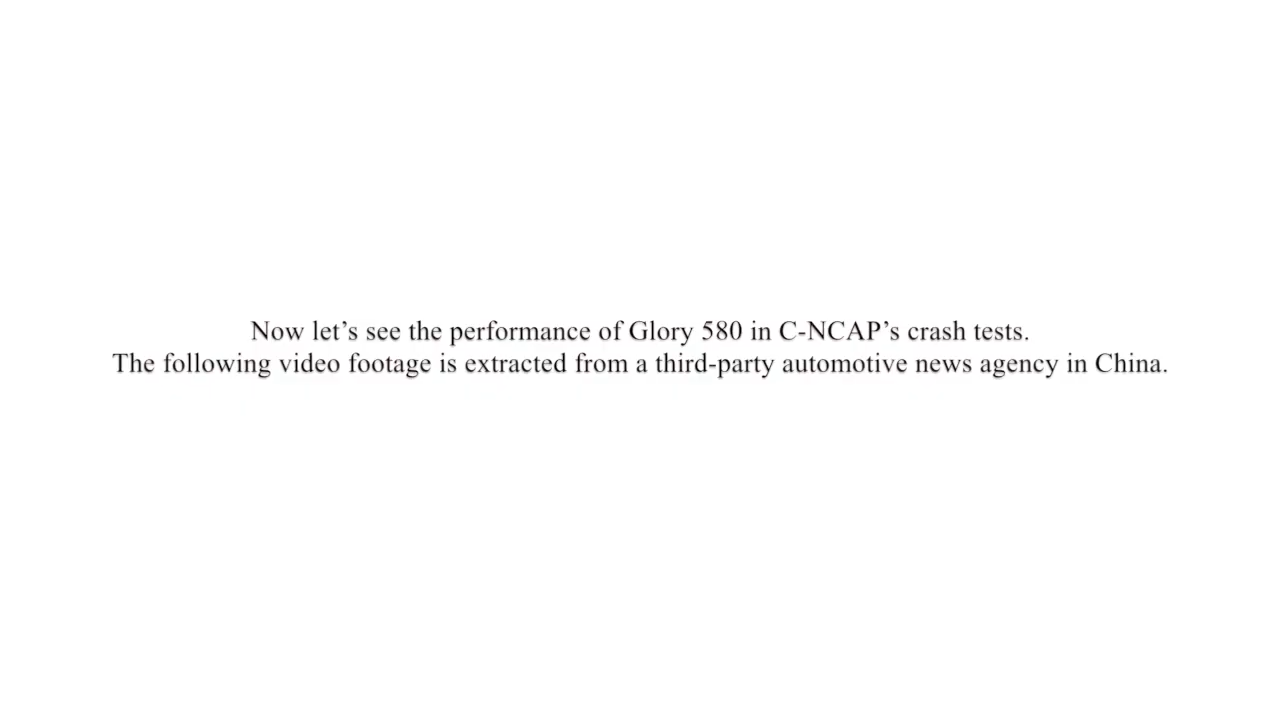 Now let’s see the performance of Glory 580 in C-NCAP’s crash tests.
The following video footage is extracted from a third-party automotive news agency in China.